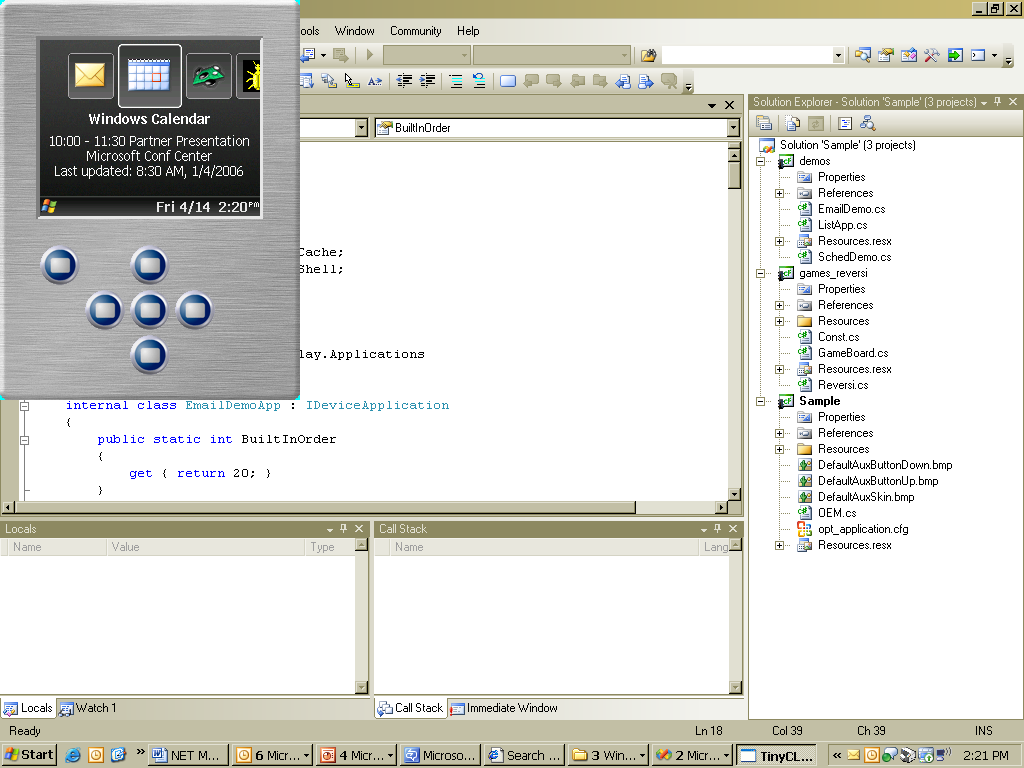 ools Window Community Help
Windows Calendar
10:00 - 11:30 Partner Presentation
Microsoft Conf Center
Last updated: 8:30 AM, 1/4/2006
Fri 4/14 2:20PM
BuiltInOrder
Cache;
Shell;
lay.Applications
internal class EmailDemoApp : IDeviceApplication
{
public static int BuiltInOrder
{
get { return 20; }
}
Solution Explorer - Solution 'Sample' (3 projects)
Solution 'Sample' (3 projects)
demos
Properties
References
EmailDemo.cs
ListApp.cs
Resources.resx
SchedDemo.cs
games_reversi
Properties
References
Resources
Const.cs
GameBoard.cs
Resources.resx
Reversi.cs
Sample
Properties
References
Resources
DefaultAuxButtonDown.bmp
DefaultAuxButtonUp.bmp
DefaultAuxSkin.bmp
OEM.cs
opt_application.cfg
Resources.resx
Locals
Name Value Type
Call Stack
Name Lang
Locals Watch 1
Call Stack Immediate Window
Ready Ln 18 Col 39 Ch 39 INS
Start » .NET M... 6 Micr... 4 Micr... Microso... Search ... 3 Win... 2 Micr... TinyCL... « 2:21 PM